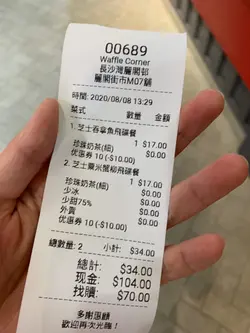 00689
Waffle Corner
長沙灣麗閣邨
麗閣街市M07舖
時間: 2020/08/08 13:29
菜式 數量 金額
1. 芝士吞拿魚飛碟餐
1 $17.00
珍珠奶茶(細) $0.00
优惠券 10 (-$10.00) $0.00
2. 芝士粟米蟹柳飛碟餐
1 $17.00
珍珠奶茶(細) $0.00
少冰 $0.00
少甜75% $0.00
外賣 $0.00
优惠券 10 (-$10.00) $0.00
總數量: 2 小計: $34.00
總計: $34.00
现金: $104.00
找贖: $70.00
多謝惠顧
歡迎再次光臨!